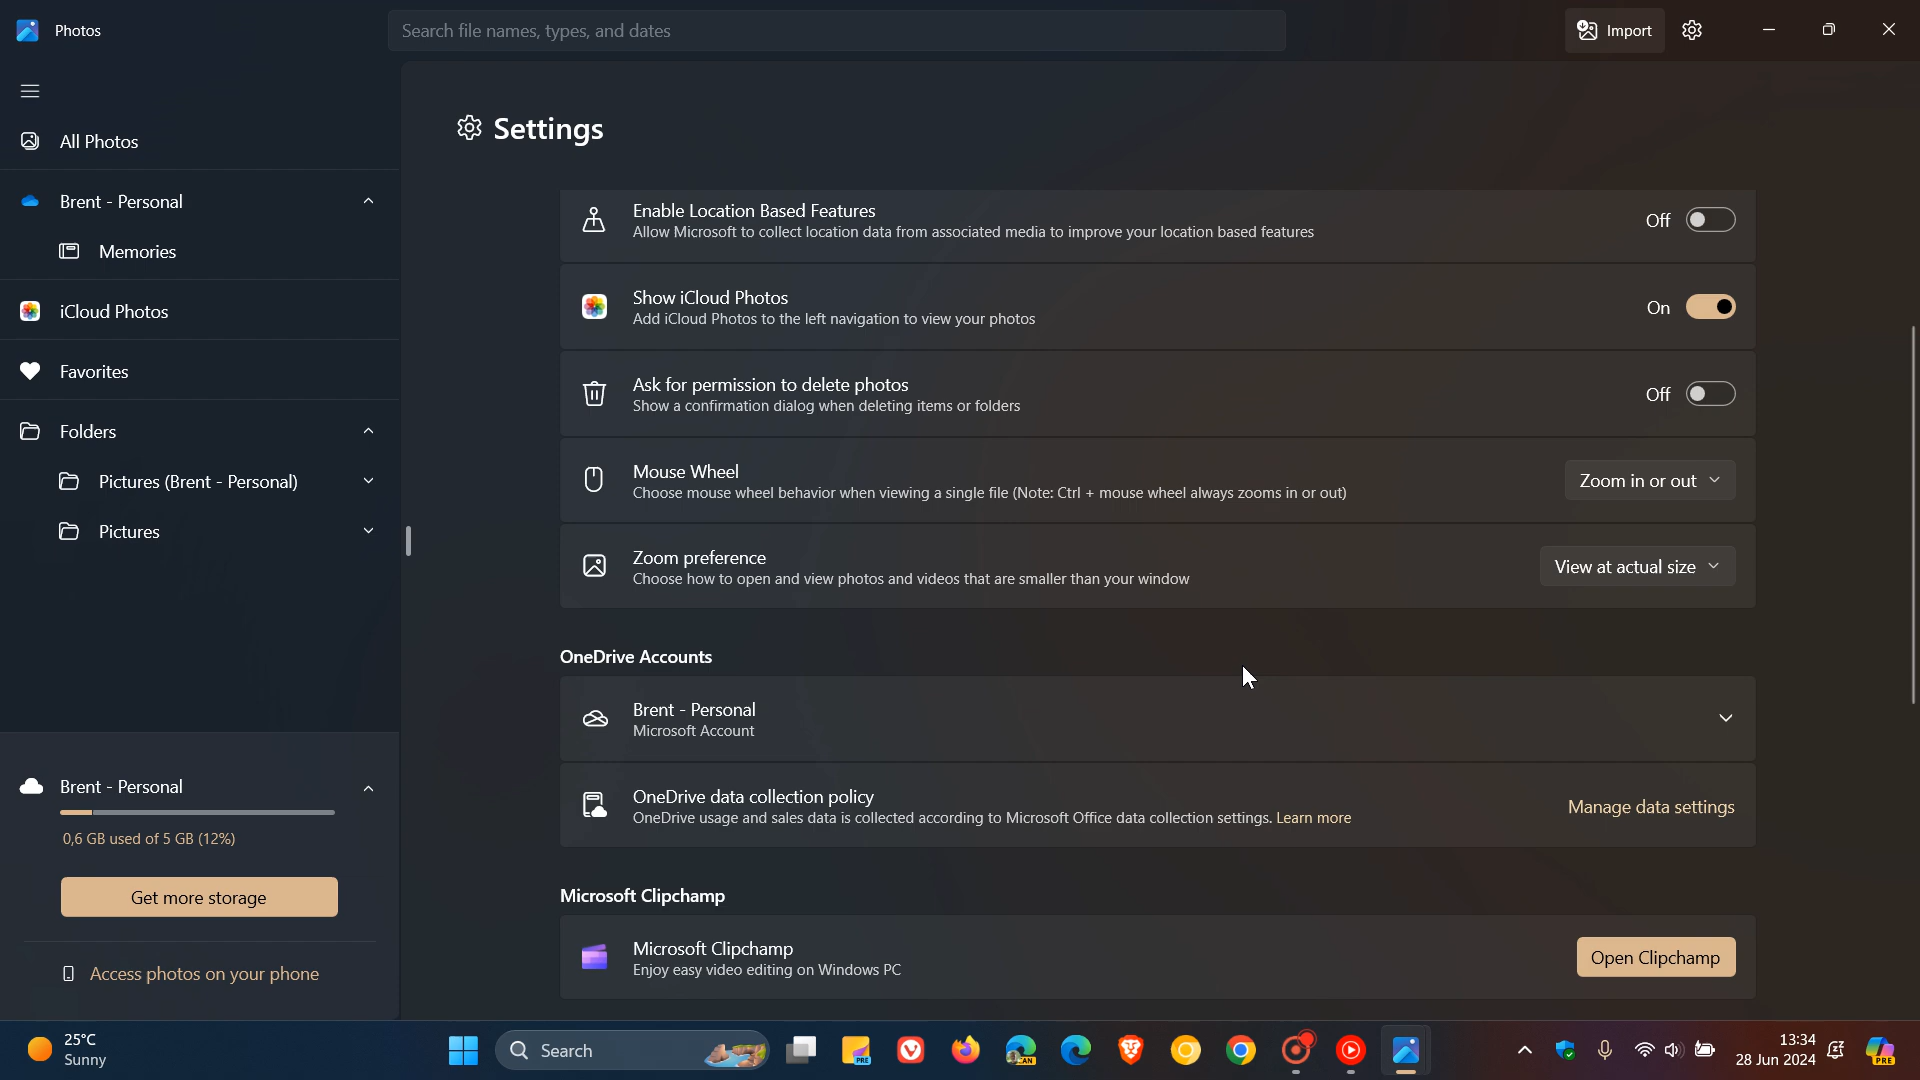 Photos
Search file names, types, and dates
Import
All Photos
Brent - Personal
Memories
iCloud Photos
Favorites
Folders
Pictures (Brent - Personal)
Pictures
Brent - Personal
0,6 GB used of 5 GB (12%)
Get more storage
Access photos on your phone
Settings
Enable Location Based Features
Allow Microsoft to collect location data from associated media to improve your location based features
Off
Show iCloud Photos
Add iCloud Photos to the left navigation to view your photos
On
Ask for permission to delete photos
Show a confirmation dialog when deleting items or folders
Off
Mouse Wheel
Choose mouse wheel behavior when viewing a single file (Note: Ctrl + mouse wheel always zooms in or out)
Zoom in or out
Zoom preference
Choose how to open and view photos and videos that are smaller than your window
View at actual size
OneDrive Accounts
Brent - Personal
Microsoft Account
OneDrive data collection policy
OneDrive usage and sales data is collected according to Microsoft Office data collection settings. Learn more
Manage data settings
Microsoft Clipchamp
Microsoft Clipchamp
Enjoy easy video editing on Windows PC
Open Clipchamp
25°C
Sunny
Search
PRE
CAN
13:34
28 Jun 2024
PRE